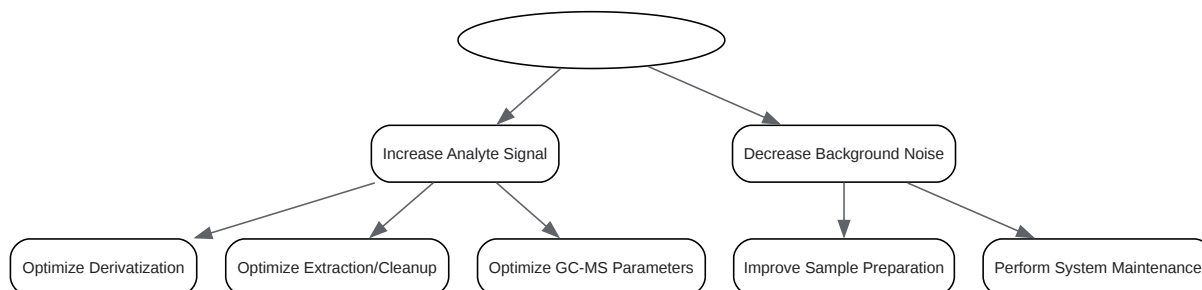 Increase Analyte Signal
Decrease Background Noise
Optimize Derivatization
Optimize Extraction/Cleanup
Optimize GC-MS Parameters
Improve Sample Preparation
Perform System Maintenance